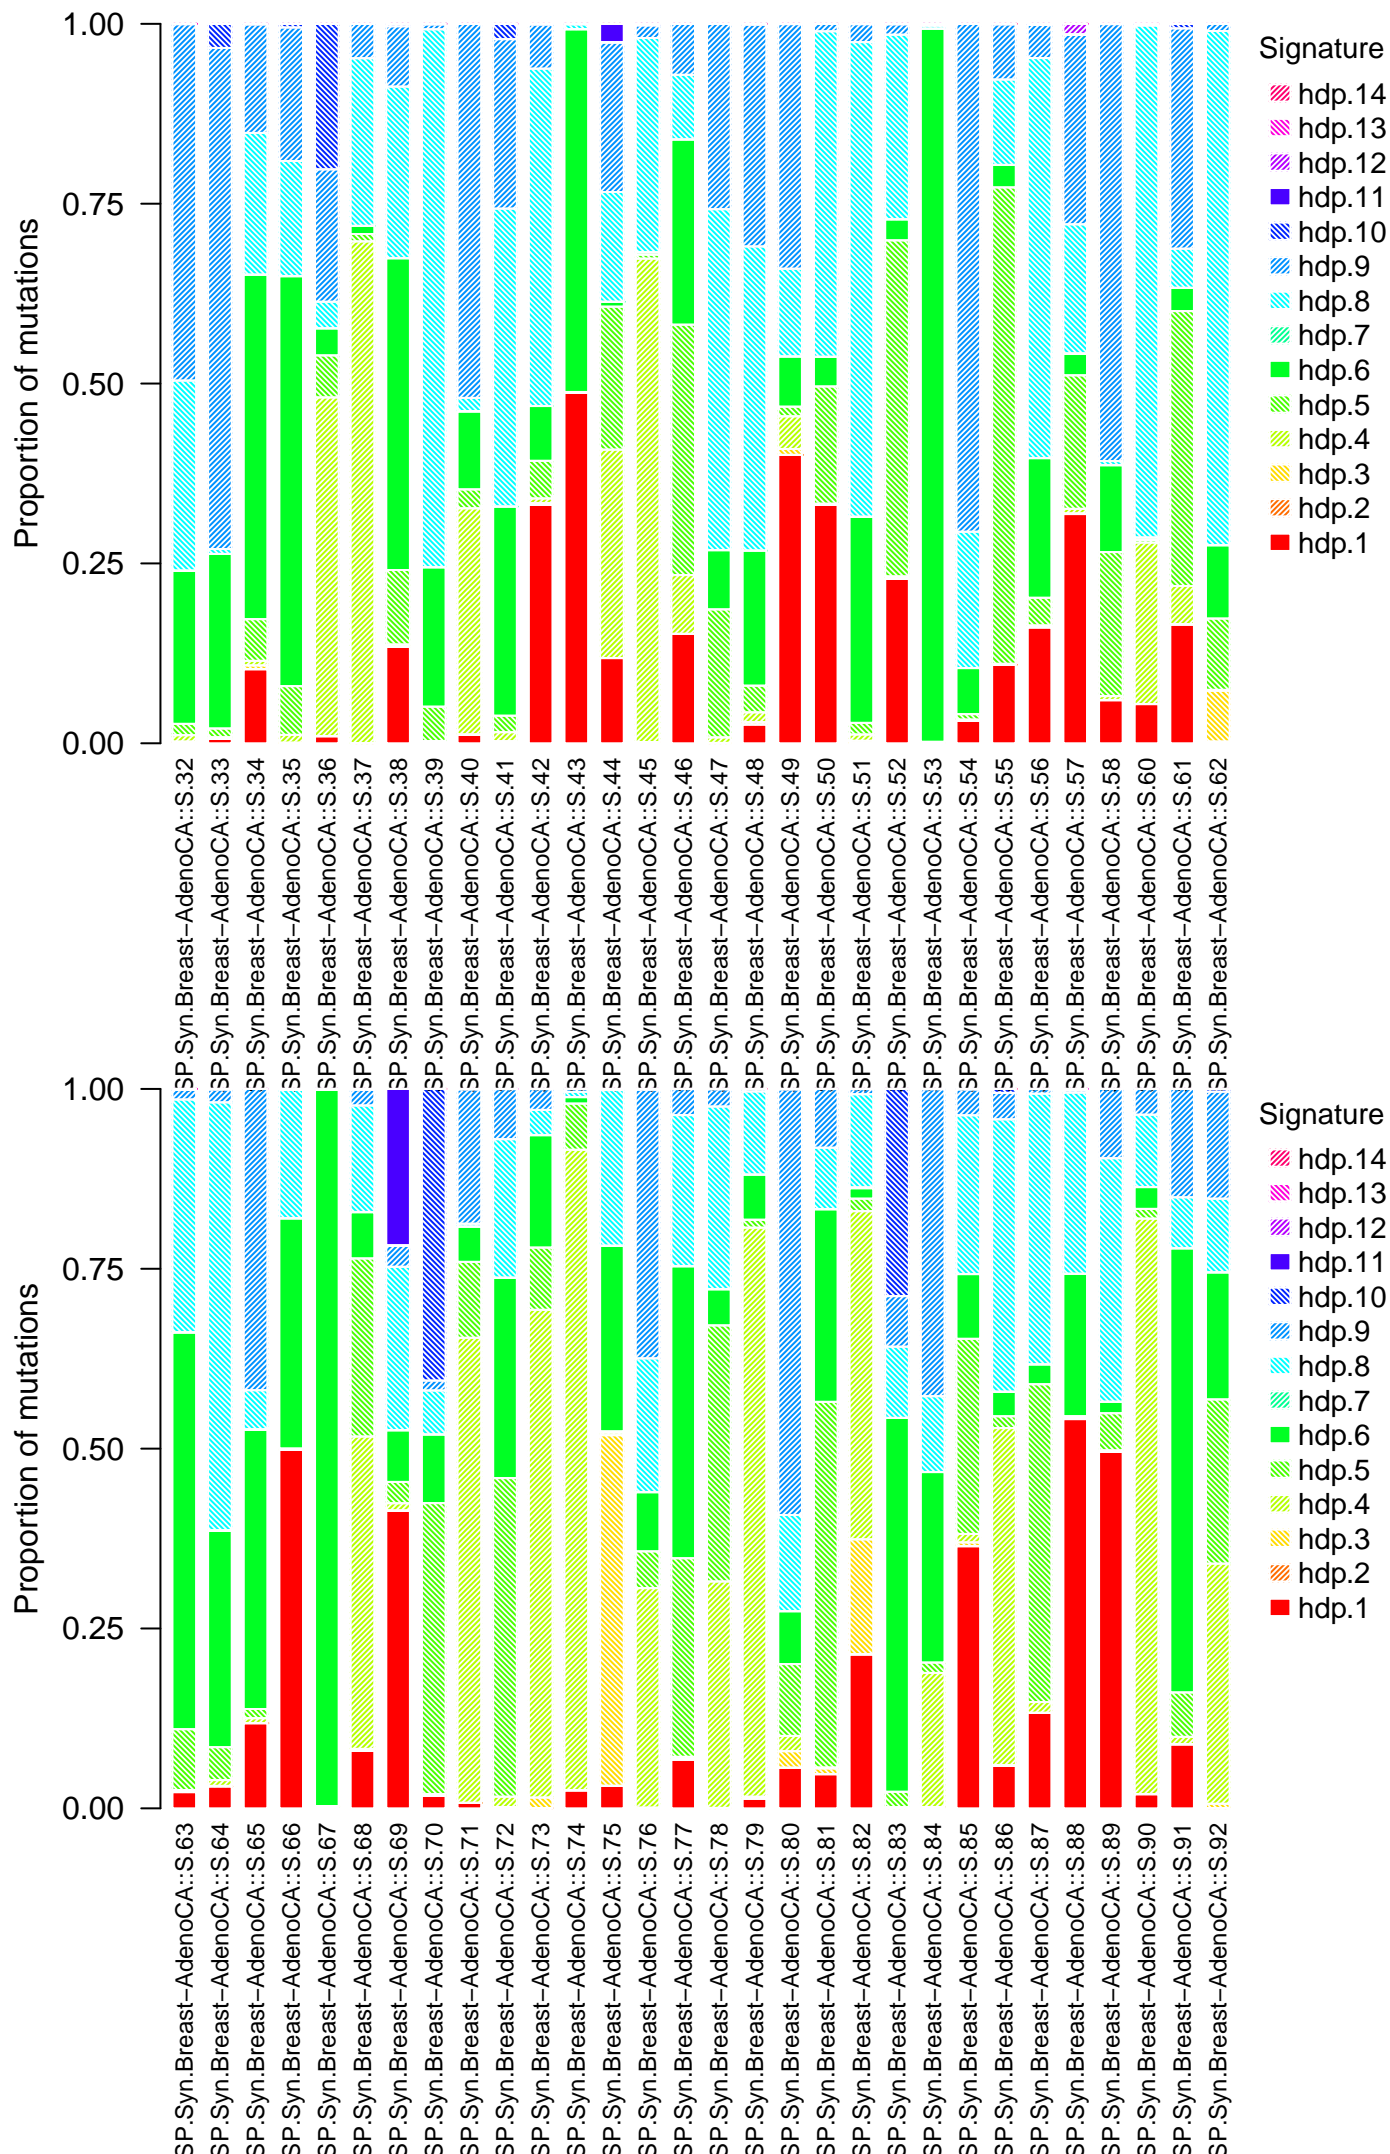 1.00
0.75
0.50
0.25
0.00
Proportion of mutations
SP.Syn.Breast−AdenoCA::S.32
SP.Syn.Breast−AdenoCA::S.33
SP.Syn.Breast−AdenoCA::S.34
SP.Syn.Breast−AdenoCA::S.35
SP.Syn.Breast−AdenoCA::S.36
SP.Syn.Breast−AdenoCA::S.37
SP.Syn.Breast−AdenoCA::S.38
SP.Syn.Breast−AdenoCA::S.39
SP.Syn.Breast−AdenoCA::S.40
SP.Syn.Breast−AdenoCA::S.41
SP.Syn.Breast−AdenoCA::S.42
SP.Syn.Breast−AdenoCA::S.43
SP.Syn.Breast−AdenoCA::S.44
SP.Syn.Breast−AdenoCA::S.45
SP.Syn.Breast−AdenoCA::S.46
SP.Syn.Breast−AdenoCA::S.47
SP.Syn.Breast−AdenoCA::S.48
SP.Syn.Breast−AdenoCA::S.49
SP.Syn.Breast−AdenoCA::S.50
SP.Syn.Breast−AdenoCA::S.51
SP.Syn.Breast−AdenoCA::S.52
SP.Syn.Breast−AdenoCA::S.53
SP.Syn.Breast−AdenoCA::S.54
SP.Syn.Breast−AdenoCA::S.55
SP.Syn.Breast−AdenoCA::S.56
SP.Syn.Breast−AdenoCA::S.57
SP.Syn.Breast−AdenoCA::S.58
SP.Syn.Breast−AdenoCA::S.60
SP.Syn.Breast−AdenoCA::S.61
SP.Syn.Breast−AdenoCA::S.62
Signature
hdp.14
hdp.13
hdp.12
hdp.11
hdp.10
hdp.9
hdp.8
hdp.7
hdp.6
hdp.5
hdp.4
hdp.3
hdp.2
hdp.1
1.00
0.75
0.50
0.25
0.00
Proportion of mutations
SP.Syn.Breast−AdenoCA::S.63
SP.Syn.Breast−AdenoCA::S.64
SP.Syn.Breast−AdenoCA::S.65
SP.Syn.Breast−AdenoCA::S.66
SP.Syn.Breast−AdenoCA::S.67
SP.Syn.Breast−AdenoCA::S.68
SP.Syn.Breast−AdenoCA::S.69
SP.Syn.Breast−AdenoCA::S.70
SP.Syn.Breast−AdenoCA::S.71
SP.Syn.Breast−AdenoCA::S.72
SP.Syn.Breast−AdenoCA::S.73
SP.Syn.Breast−AdenoCA::S.74
SP.Syn.Breast−AdenoCA::S.75
SP.Syn.Breast−AdenoCA::S.76
SP.Syn.Breast−AdenoCA::S.77
SP.Syn.Breast−AdenoCA::S.78
SP.Syn.Breast−AdenoCA::S.79
SP.Syn.Breast−AdenoCA::S.80
SP.Syn.Breast−AdenoCA::S.81
SP.Syn.Breast−AdenoCA::S.82
SP.Syn.Breast−AdenoCA::S.83
SP.Syn.Breast−AdenoCA::S.84
SP.Syn.Breast−AdenoCA::S.85
SP.Syn.Breast−AdenoCA::S.86
SP.Syn.Breast−AdenoCA::S.87
SP.Syn.Breast−AdenoCA::S.88
SP.Syn.Breast−AdenoCA::S.89
SP.Syn.Breast−AdenoCA::S.90
SP.Syn.Breast−AdenoCA::S.91
SP.Syn.Breast−AdenoCA::S.92
Signature
hdp.14
hdp.13
hdp.12
hdp.11
hdp.10
hdp.9
hdp.8
hdp.7
hdp.6
hdp.5
hdp.4
hdp.3
hdp.2
hdp.1